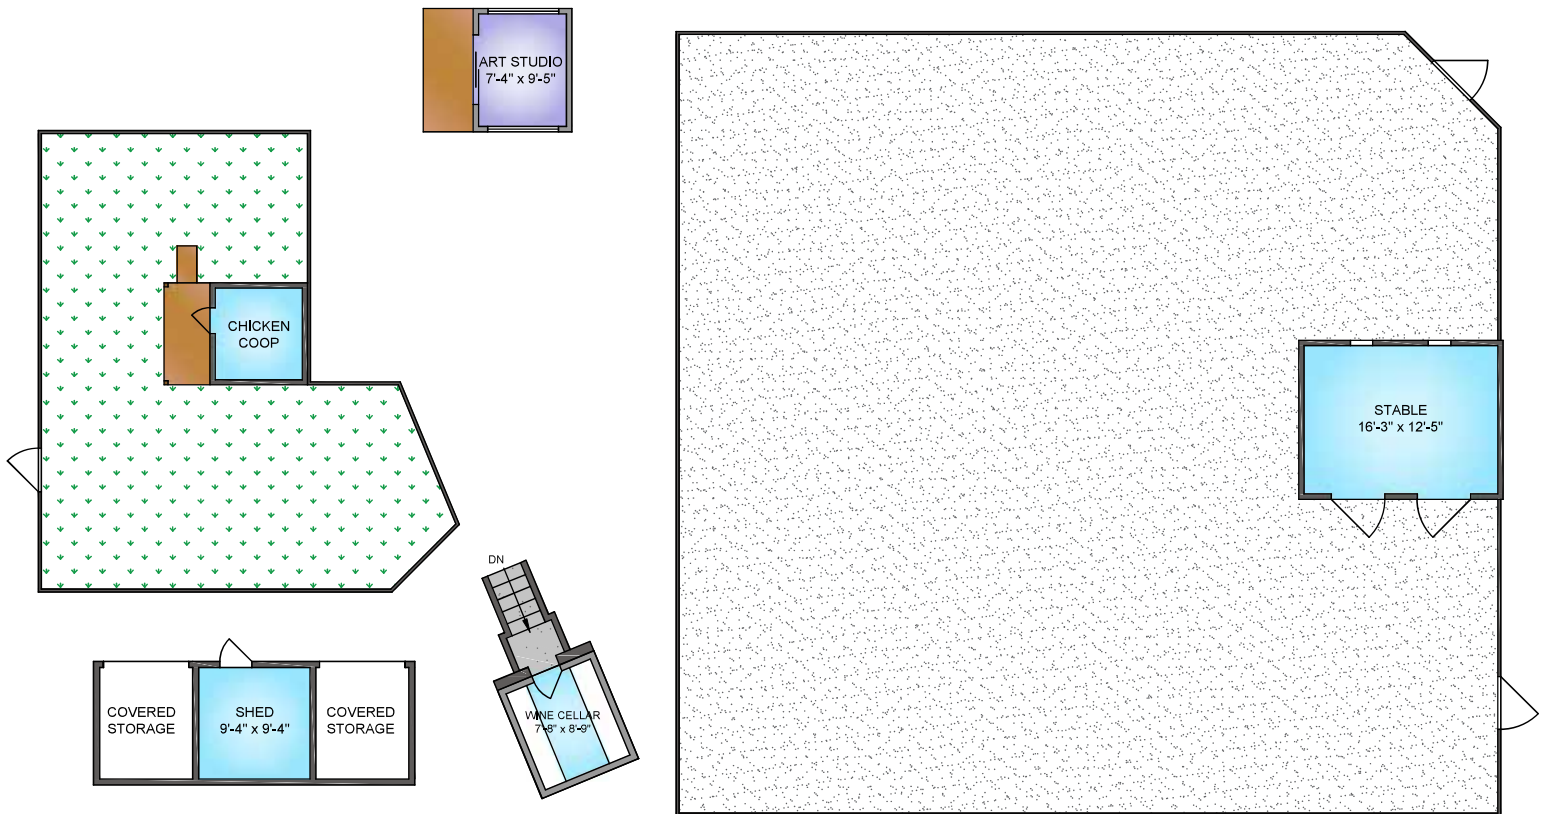 ART STUDIO
7'-4" x 9'-5"
CHICKEN
COOP
STABLE
16'-3" x 12'-5"
DN
COVERED
STORAGE
SHED
9'-4" x 9'-4"
COVERED
STORAGE
WINE CELLAR
7'-8" x 8'-9"